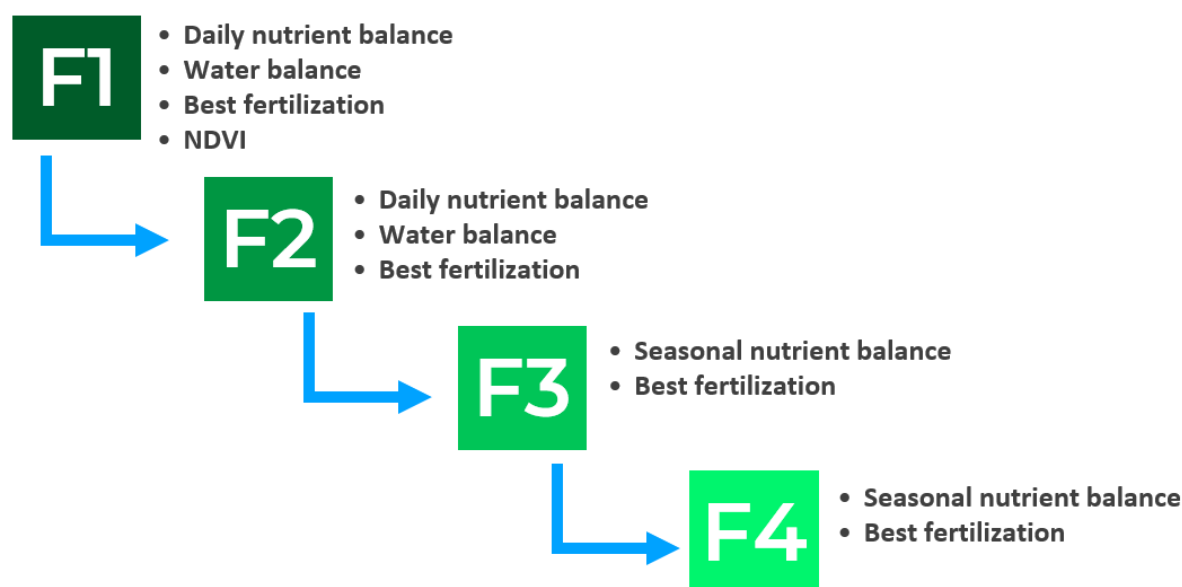 F1
• Daily nutrient balance
• Water balance
• Best fertilization
• NDVI
F2
• Daily nutrient balance
• Water balance
• Best fertilization
F3
• Seasonal nutrient balance
• Best fertilization
F4
• Seasonal nutrient balance
• Best fertilization